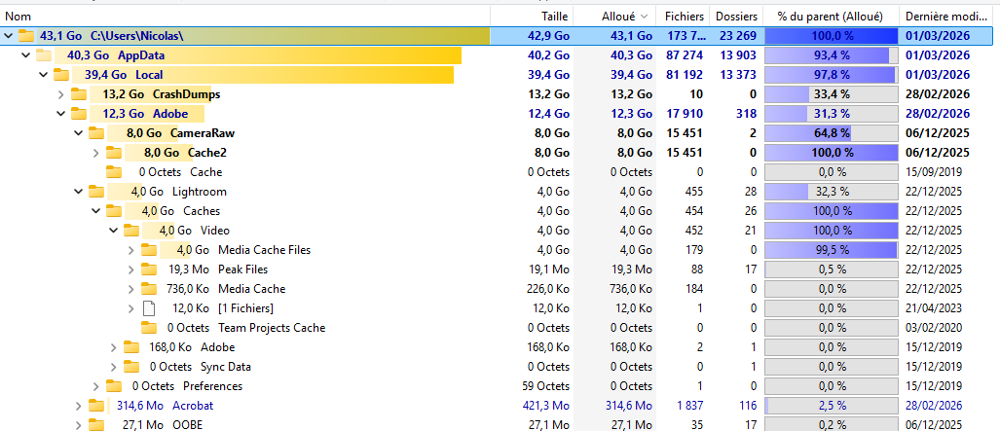 Nom Taille Alloué Fichiers Dossiers % du parent (Alloué) Dernière modi...
43,1 Go C:\Users\Nicolas\ 42,9 Go 43,1 Go 173 7... 23 269 100,0 % 01/03/2026
40,3 Go AppData 40,2 Go 40,3 Go 87 274 13 903 93,4 % 01/03/2026
39,4 Go Local 39,4 Go 39,4 Go 81 192 13 373 97,8 % 01/03/2026
13,2 Go CrashDumps 13,2 Go 13,2 Go 10 0 33,4 % 28/02/2026
12,3 Go Adobe 12,4 Go 12,3 Go 17 910 318 31,3 % 28/02/2026
8,0 Go CameraRaw 8,0 Go 8,0 Go 15 451 2 64,8 % 06/12/2025
8,0 Go Cache2 8,0 Go 8,0 Go 15 451 0 100,0 % 06/12/2025
0 Octets Cache 0 Octets 0 Octets 0 0 0,0 % 15/09/2019
4,0 Go Lightroom 4,0 Go 4,0 Go 455 28 32,3 % 22/12/2025
4,0 Go Caches 4,0 Go 4,0 Go 454 26 100,0 % 22/12/2025
4,0 Go Video 4,0 Go 4,0 Go 452 21 100,0 % 22/12/2025
4,0 Go Media Cache Files 4,0 Go 4,0 Go 179 0 99,5 % 22/12/2025
19,3 Mo Peak Files 19,1 Mo 19,3 Mo 88 17 0,5 % 22/12/2025
736,0 Ko Media Cache 226,0 Ko 736,0 Ko 184 0 0,0 % 22/12/2025
12,0 Ko [1 Fichiers] 12,0 Ko 12,0 Ko 1 0 0,0 % 21/04/2023
0 Octets Team Projects Cache 0 Octets 0 Octets 0 0 0,0 % 03/02/2020
168,0 Ko Adobe 168,0 Ko 168,0 Ko 2 1 0,0 % 15/12/2019
0 Octets Sync Data 0 Octets 0 Octets 0 1 0,0 % 15/12/2019
0 Octets Preferences 59 Octets 0 Octets 1 0 0,0 % 15/12/2019
314,6 Mo Acrobat 421,3 Mo 314,6 Mo 1 837 116 2,5 % 28/02/2026
27,1 Mo OOBE 27,1 Mo 27,1 Mo 35 17 0,2 % 06/12/2025